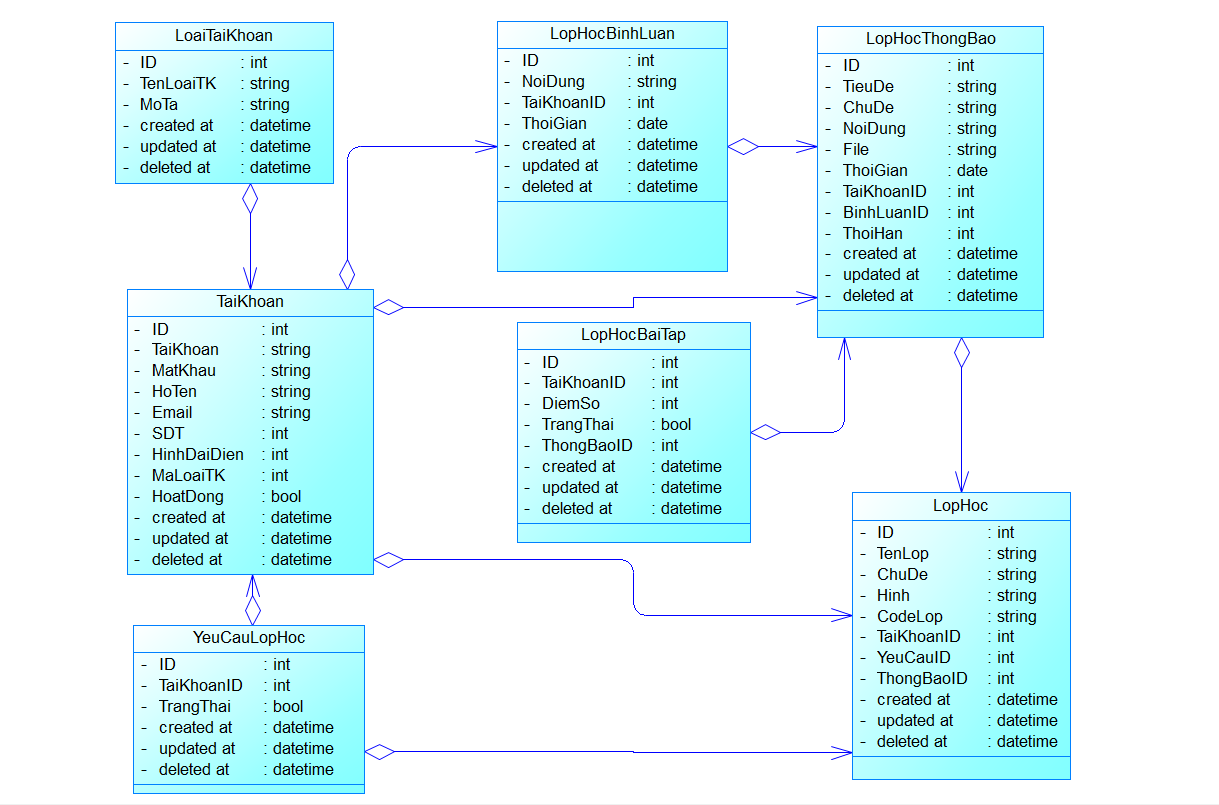 LoaiTaiKhoan
- ID : int
- TenLoaiTK : string
- MoTa : string
- created at : datetime
- updated at : datetime
- deleted at : datetime
LopHocBinhLuan
- ID : int
- NoiDung : string
- TaiKhoanID : int
- ThoiGian : date
- created at : datetime
- updated at : datetime
- deleted at : datetime
LopHocThongBao
- ID : int
- TieuDe : string
- ChuDe : string
- NoiDung : string
- File : string
- ThoiGian : date
- TaiKhoanID : int
- BinhLuanID : int
- ThoiHan : int
- created at : datetime
- updated at : datetime
- deleted at : datetime
TaiKhoan
- ID : int
- TaiKhoan : string
- MatKhau : string
- HoTen : string
- Email : string
- SDT : int
- HinhDaiDien : int
- MaLoaiTK : int
- HoatDong : bool
- created at : datetime
- updated at : datetime
- deleted at : datetime
LopHocBaiTap
- ID : int
- TaiKhoanID : int
- DiemSo : int
- TrangThai : bool
- ThongBaoID : int
- created at : datetime
- updated at : datetime
- deleted at : datetime
LopHoc
- ID : int
- TenLop : string
- ChuDe : string
- Hinh : string
- CodeLop : string
- TaiKhoanID : int
- YeuCauID : int
- ThongBaoID : int
- created at : datetime
- updated at : datetime
- deleted at : datetime
YeuCauLopHoc
- ID : int
- TaiKhoanID : int
- TrangThai : bool
- created at : datetime
- updated at : datetime
- deleted at : datetime